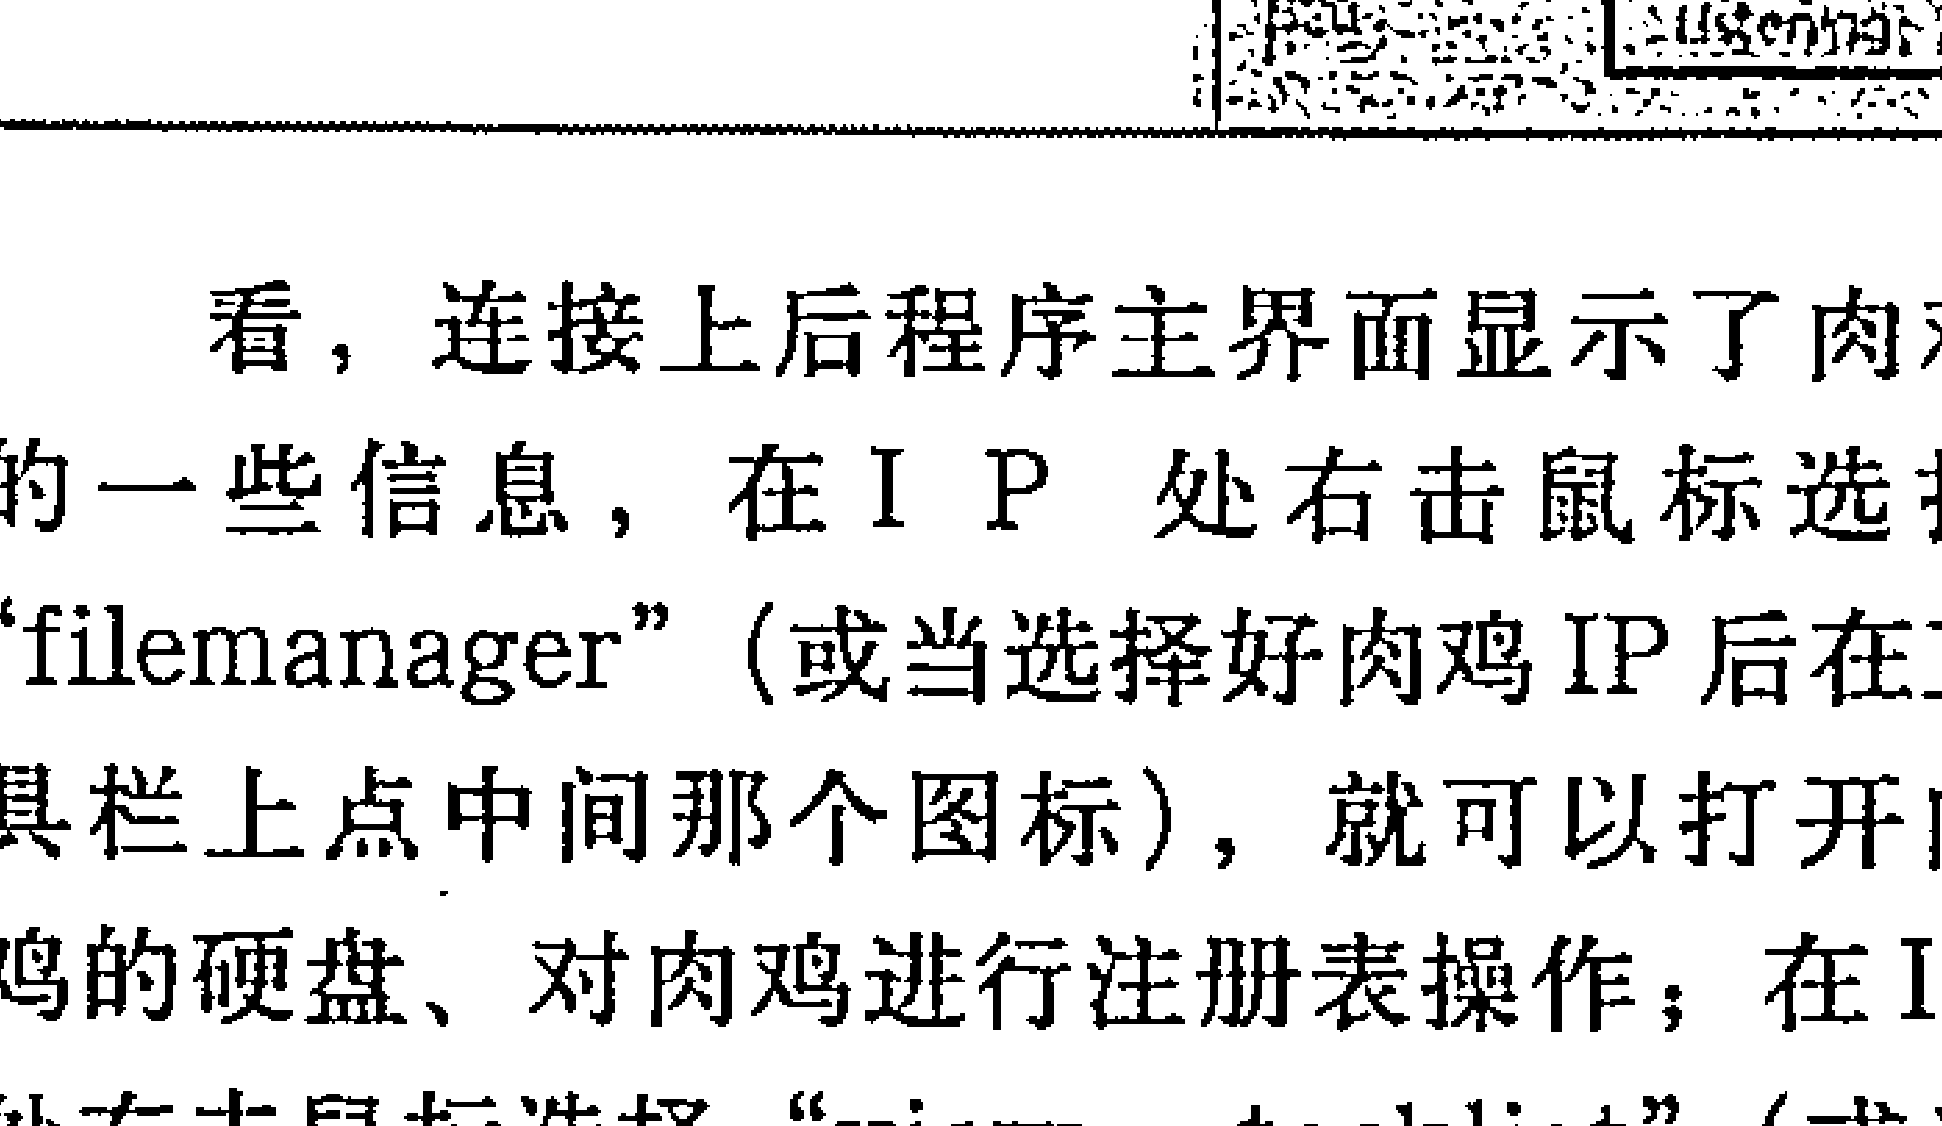 看，连接上后程序主界面显示了肉
的一些信息，在IP 处右击鼠标选
“filemanager”（或当选择好肉鸡IP后在
具栏上点中间那个图标），就可以打开
鸡的硬盘、对肉鸡进行注册表操作；在I